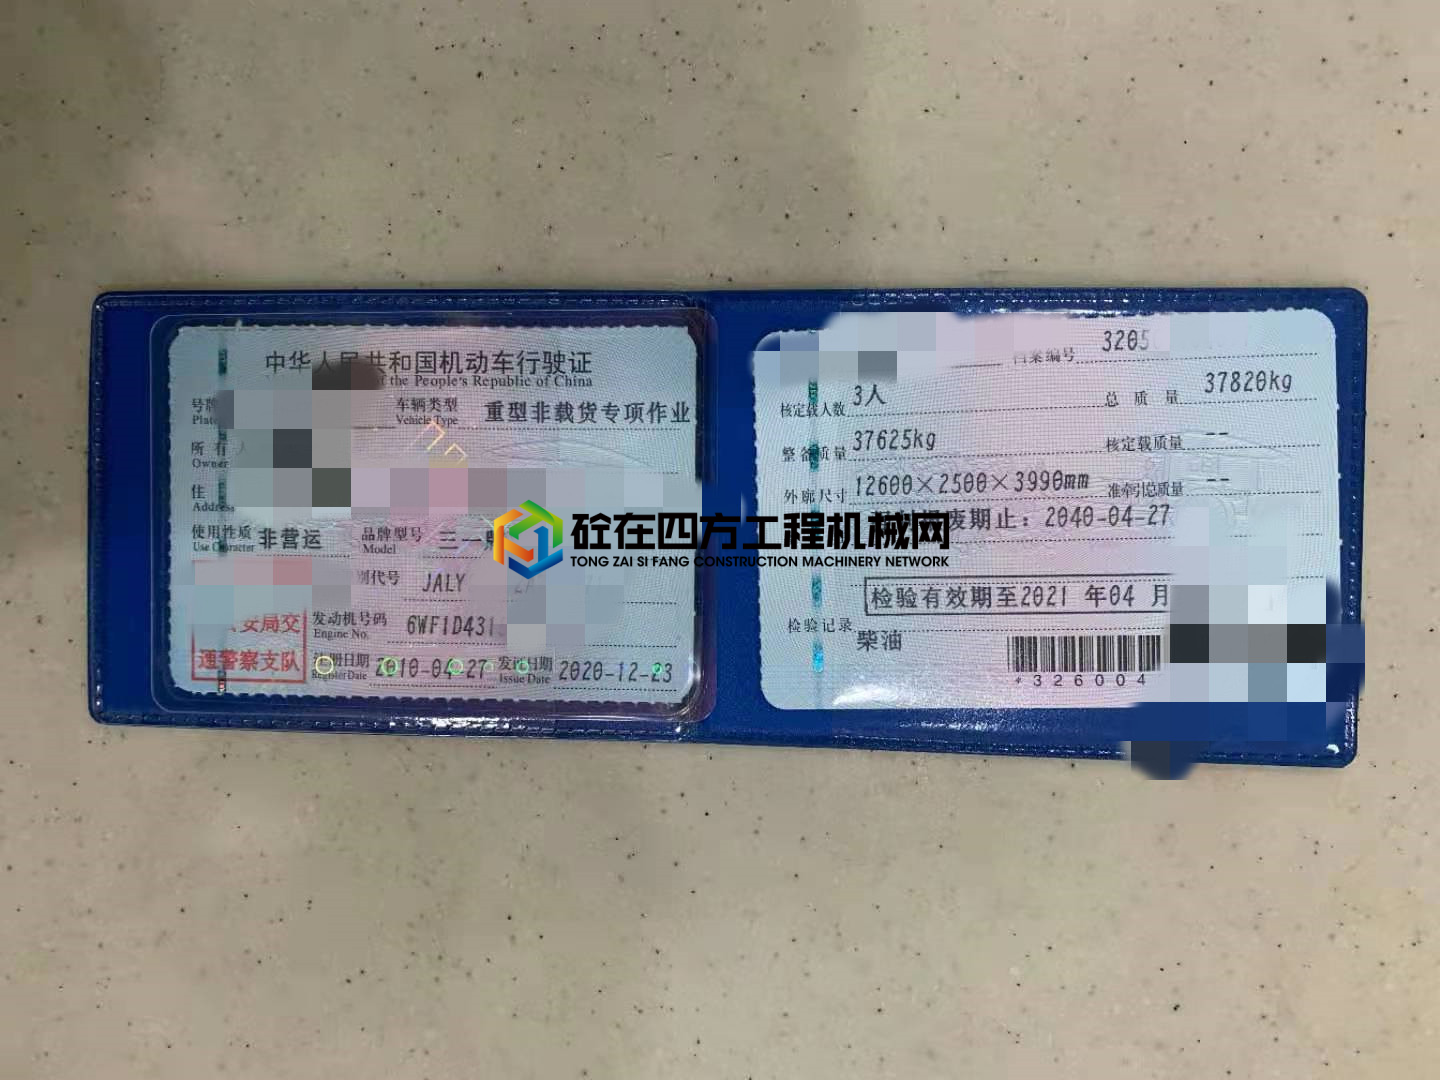 中华人民共和国机动车行驶证
the People's Republic of China
号牌
Plate
车辆类型
Vehicle Type
重型非载货专项作业
所有人
Owner
住
Address
使用性质
Use Character
非营运
品牌型号
Model
三一牌
别代号
JALY
安局交
通警察支队
发动机号码
Engine No.
6WF1D431
注册日期
Register Date
2010-04-27
发证日期
Issue Date
2020-12-23
砼在四方工程机械网
TONG ZAI SI FANG CONSTRUCTION MACHINERY NETWORK
档案编号
3205
核定载人数
3人
总质量
37820kg
整备质量
37625kg
核定载质量
--
外廓尺寸
12600×2500×3990mm
准牵引总质量
--
废期止：2040-04-27
检验有效期至2021 年04 月
检验记录
柴油
*326004